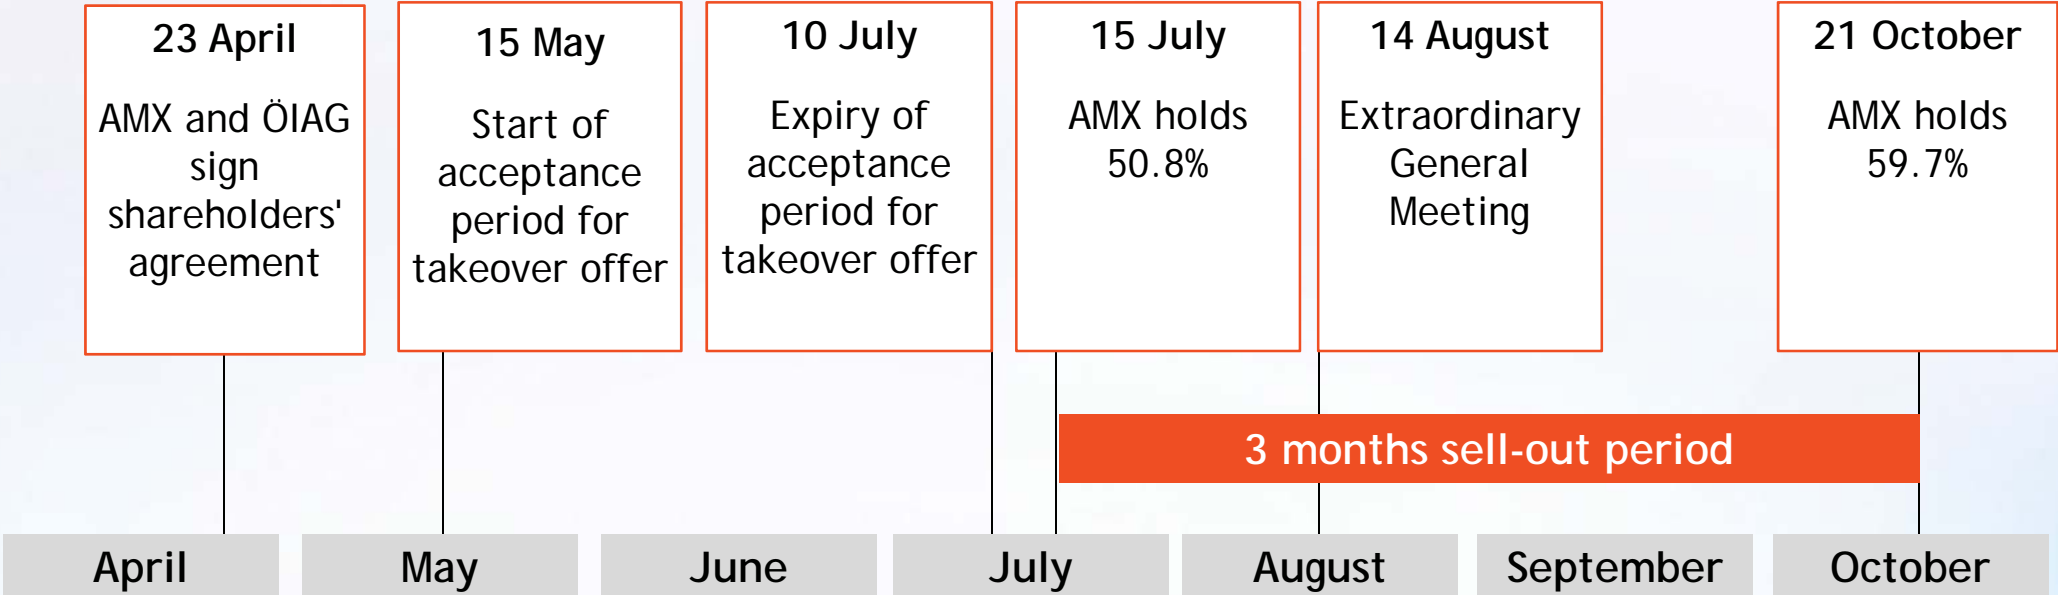 23 April
AMX and ÖIAG
sign
shareholders'
agreement
15 May
Start of
acceptance
period for
takeover offer
10 July
Expiry of
acceptance
period for
takeover offer
15 July
AMX holds
50.8%
14 August
Extraordinary
General
Meeting
21 October
AMX holds
59.7%
3 months sell-out period
April
May
June
July
August
September
October